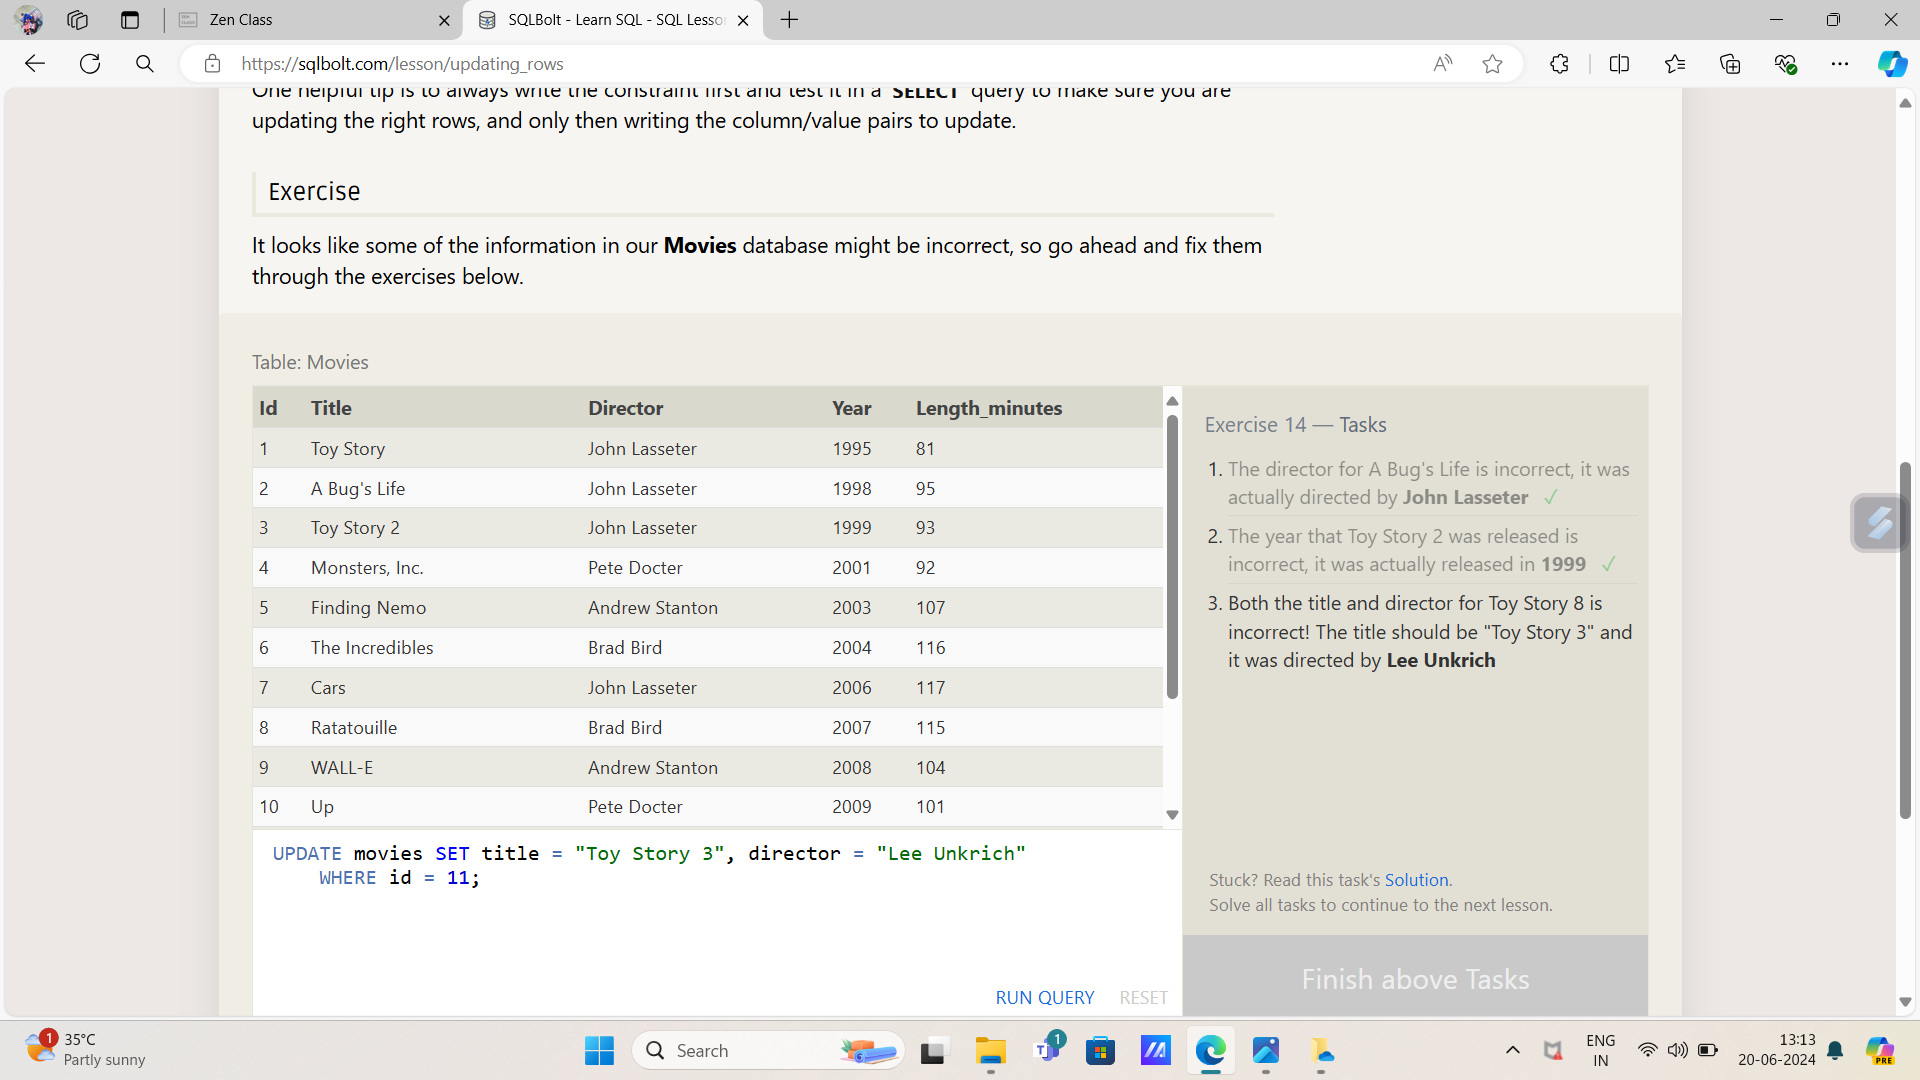 Zen Class
SQLBolt - Learn SQL - SQL Lesso
https://sqlbolt.com/lesson/updating_rows
One helpful tip is to always write the constraint first and test it in a SELECT query to make sure you are
updating the right rows, and only then writing the column/value pairs to update.
Exercise
It looks like some of the information in our Movies database might be incorrect, so go ahead and fix them
through the exercises below.
Table: Movies
Id Title Director Year Length_minutes
1 Toy Story John Lasseter 1995 81
2 A Bug's Life John Lasseter 1998 95
3 Toy Story 2 John Lasseter 1999 93
4 Monsters, Inc. Pete Docter 2001 92
5 Finding Nemo Andrew Stanton 2003 107
6 The Incredibles Brad Bird 2004 116
7 Cars John Lasseter 2006 117
8 Ratatouille Brad Bird 2007 115
9 WALL-E Andrew Stanton 2008 104
10 Up Pete Docter 2009 101
UPDATE movies SET title = "Toy Story 3", director = "Lee Unkrich"
WHERE id = 11;
RUN QUERY RESET
Exercise 14 — Tasks
1. The director for A Bug's Life is incorrect, it was
actually directed by John Lasseter ✓
2. The year that Toy Story 2 was released is
incorrect, it was actually released in 1999 ✓
3. Both the title and director for Toy Story 8 is
incorrect! The title should be "Toy Story 3" and
it was directed by Lee Unkrich
Stuck? Read this task's Solution.
Solve all tasks to continue to the next lesson.
Finish above Tasks
1
35°C
Partly sunny
Search
1
ENG
IN
13:13
20-06-2024
PRE